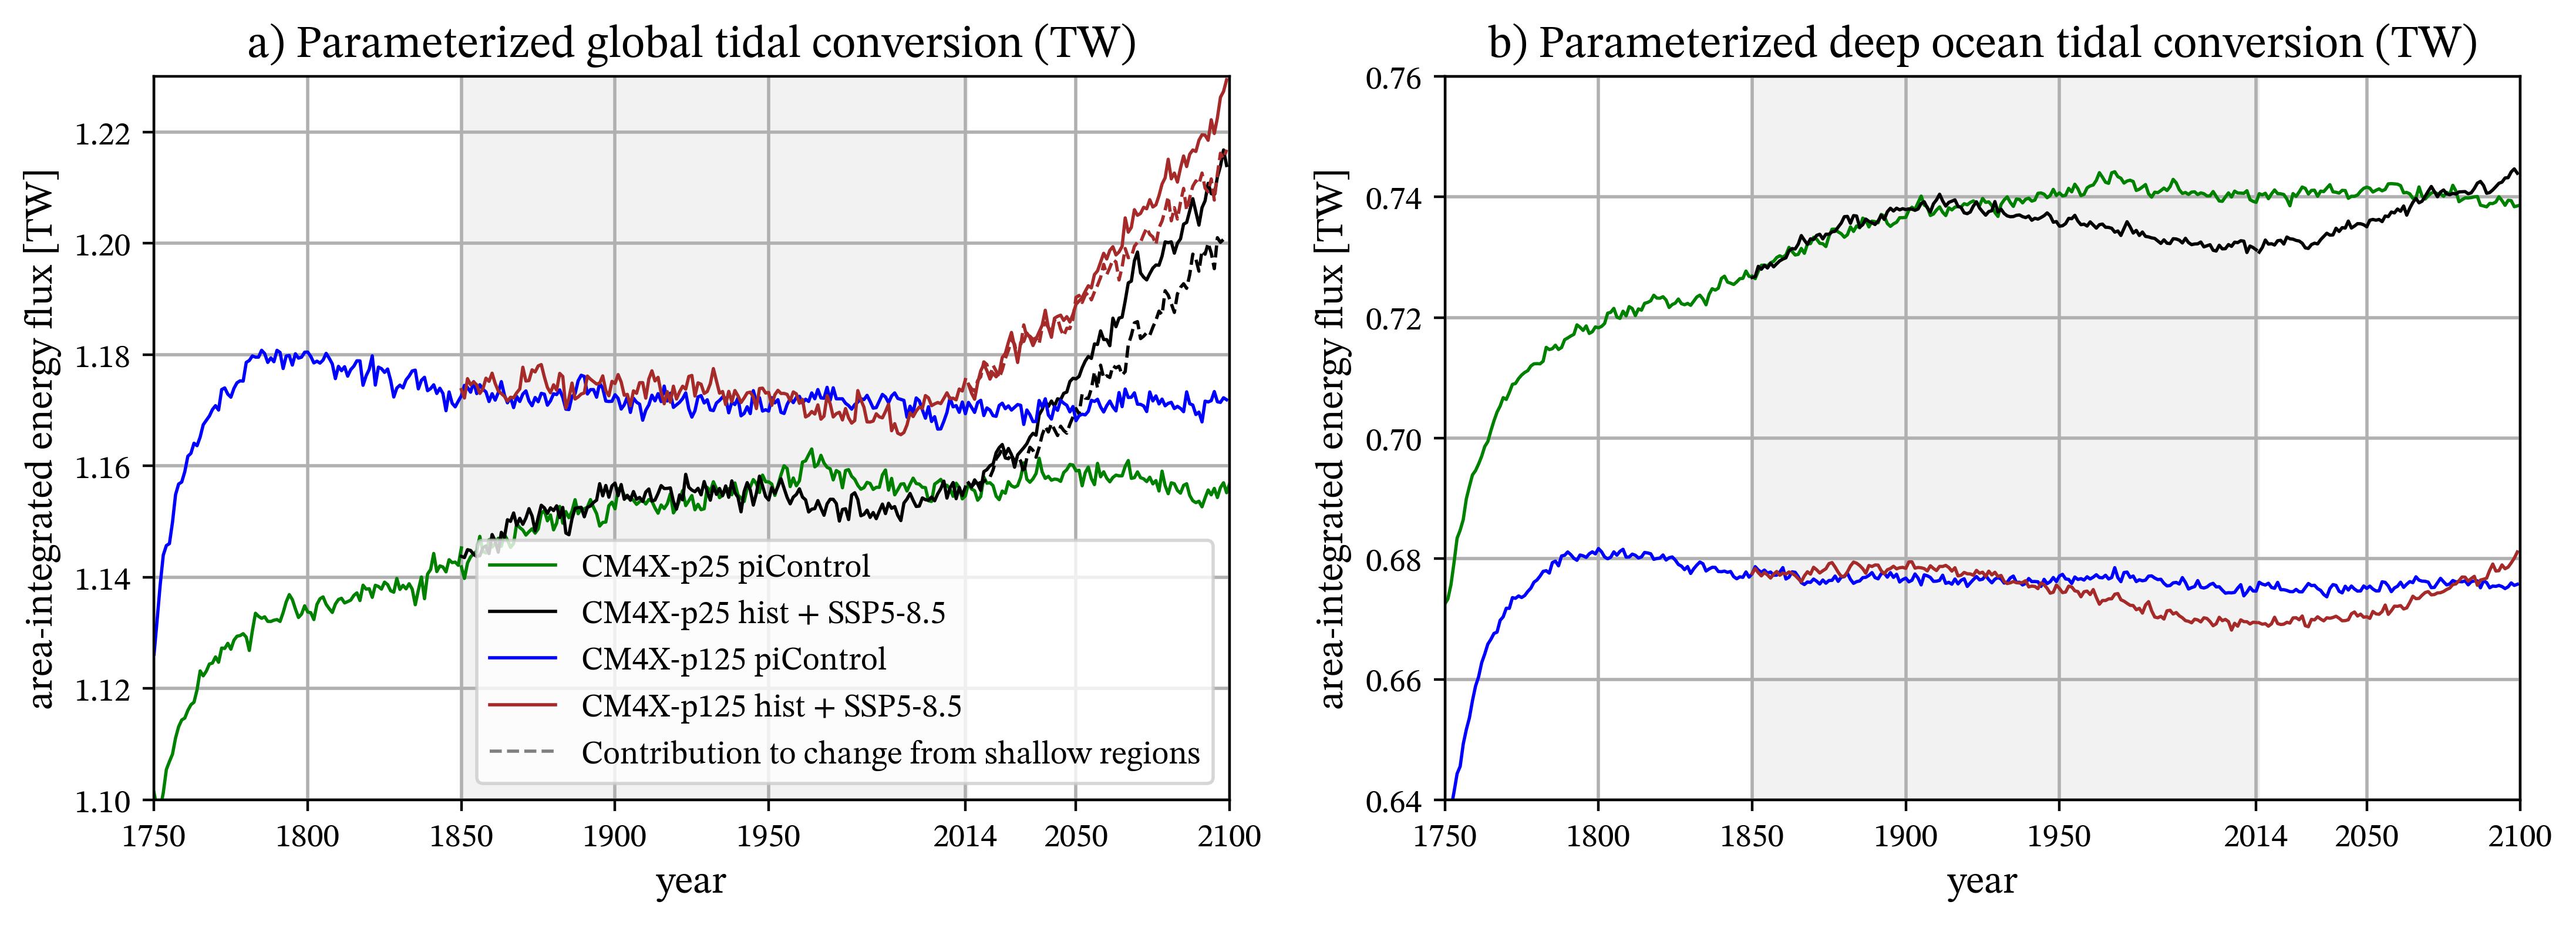 a) Parameterized global tidal conversion (TW)
area-integrated energy flux [TW]
1.22
1.20
1.18
1.16
1.14
1.12
1.10
CM4X-p25 piControl
CM4X-p25 hist + SSP5-8.5
CM4X-p125 piControl
CM4X-p125 hist + SSP5-8.5
Contribution to change from shallow regions
1750 1800 1850 1900 1950 2014 2050 2100
year
b) Parameterized deep ocean tidal conversion (TW)
area-integrated energy flux [TW]
0.76
0.74
0.72
0.70
0.68
0.66
0.64
1750 1800 1850 1900 1950 2014 2050 2100
year